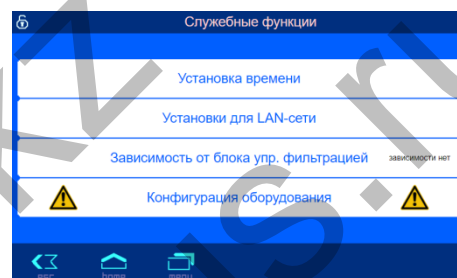 Служебные функции
Установка времени
Установки для LAN-сети
Зависимость от блока упр. фильтрацией зависимости нет
Конфигурация оборудования
esc home menu